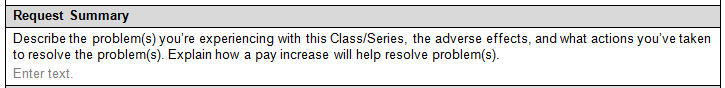 Request Summary
Describe the problem(s) you're experiencing with this Class/Series, the adverse effects, and what actions you've taken
to resolve the problem(s). Explain how a pay increase will help resolve problem(s).
Enter text.